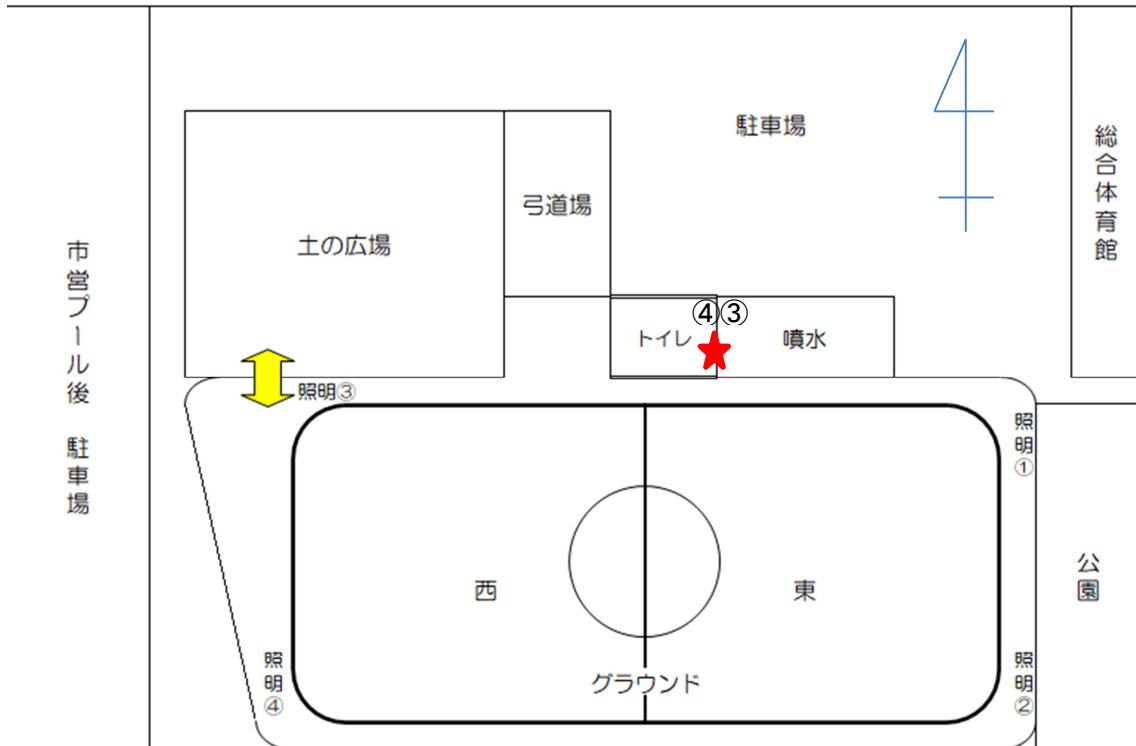 駐車場
総合体育館
弓道場
土の広場
市営プール後 駐車場
④③
トイレ
噴水
照明③
照明①
公園
西
東
照明④
グラウンド
照明②